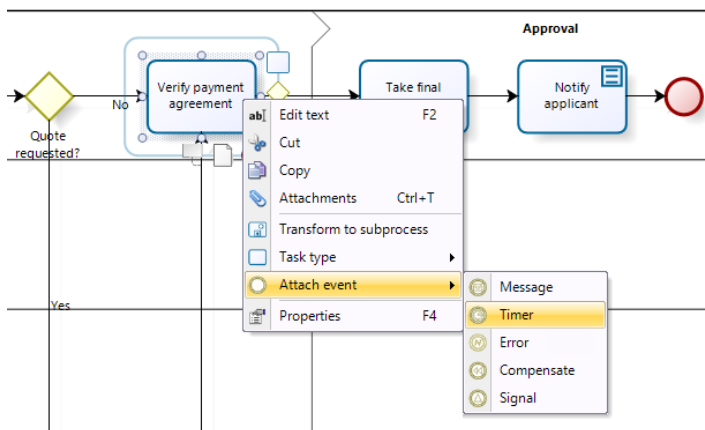 Approval
Verify payment
agreement
Take final
Notify
applicant
No
Quote
requested?
Yes
Edit text F2
Cut
Copy
Attachments Ctrl+T
Transform to subprocess
Task type
Attach event
Properties F4
Message
Timer
Error
Compensate
Signal